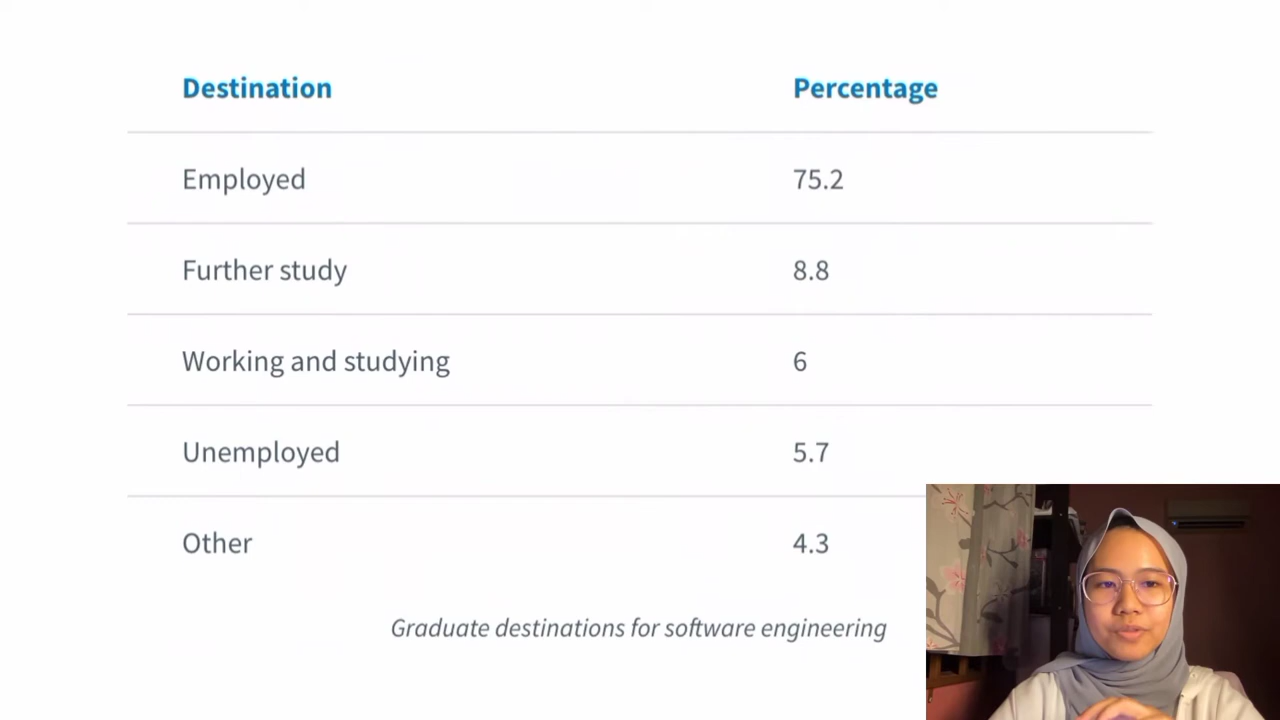 Destination Percentage
Employed 75.2
Further study 8.8
Working and studying 6
Unemployed 5.7
Other 4.3
Graduate destinations for software engineering